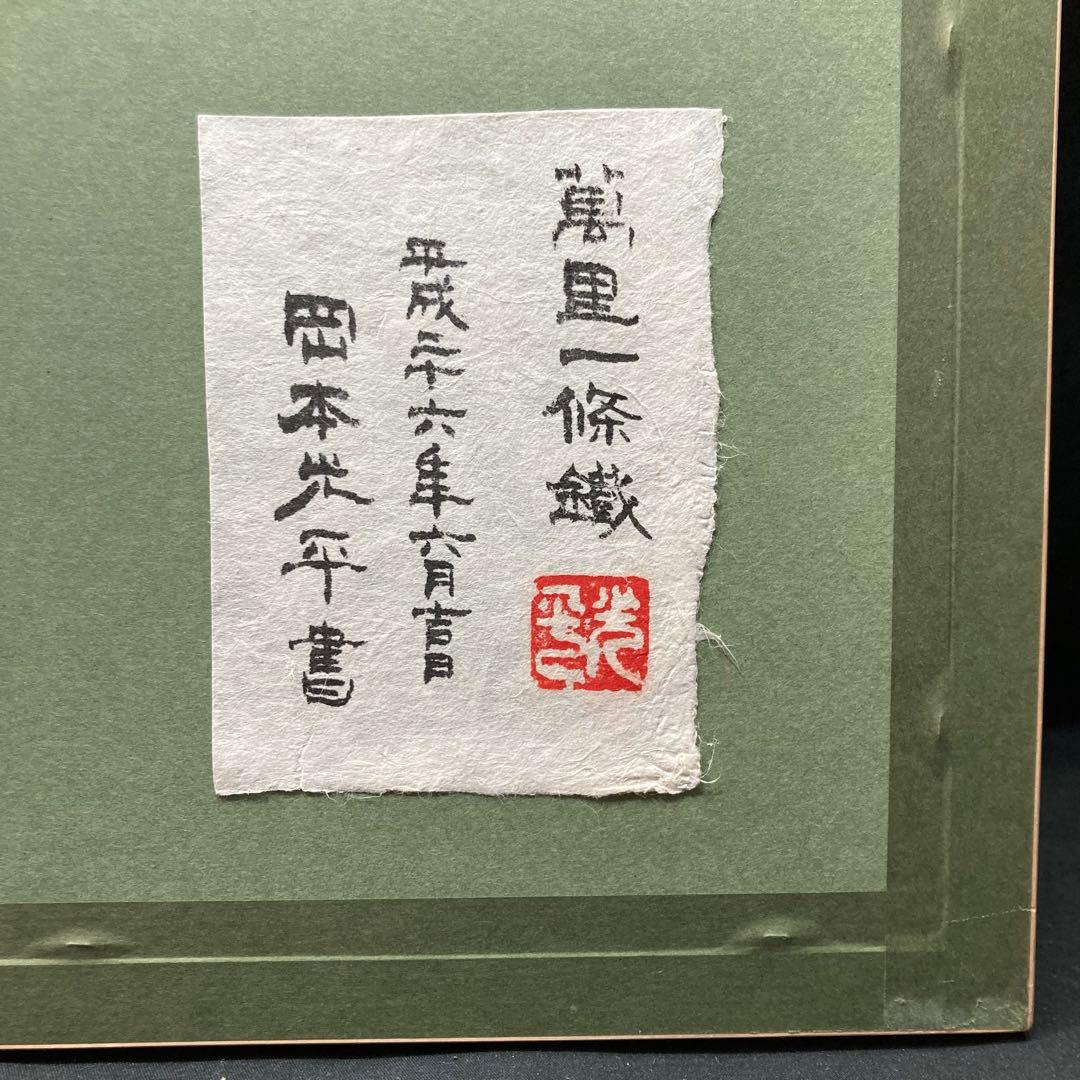 萬里一條鐵
平成二十六年六月吉日
岡本光平書